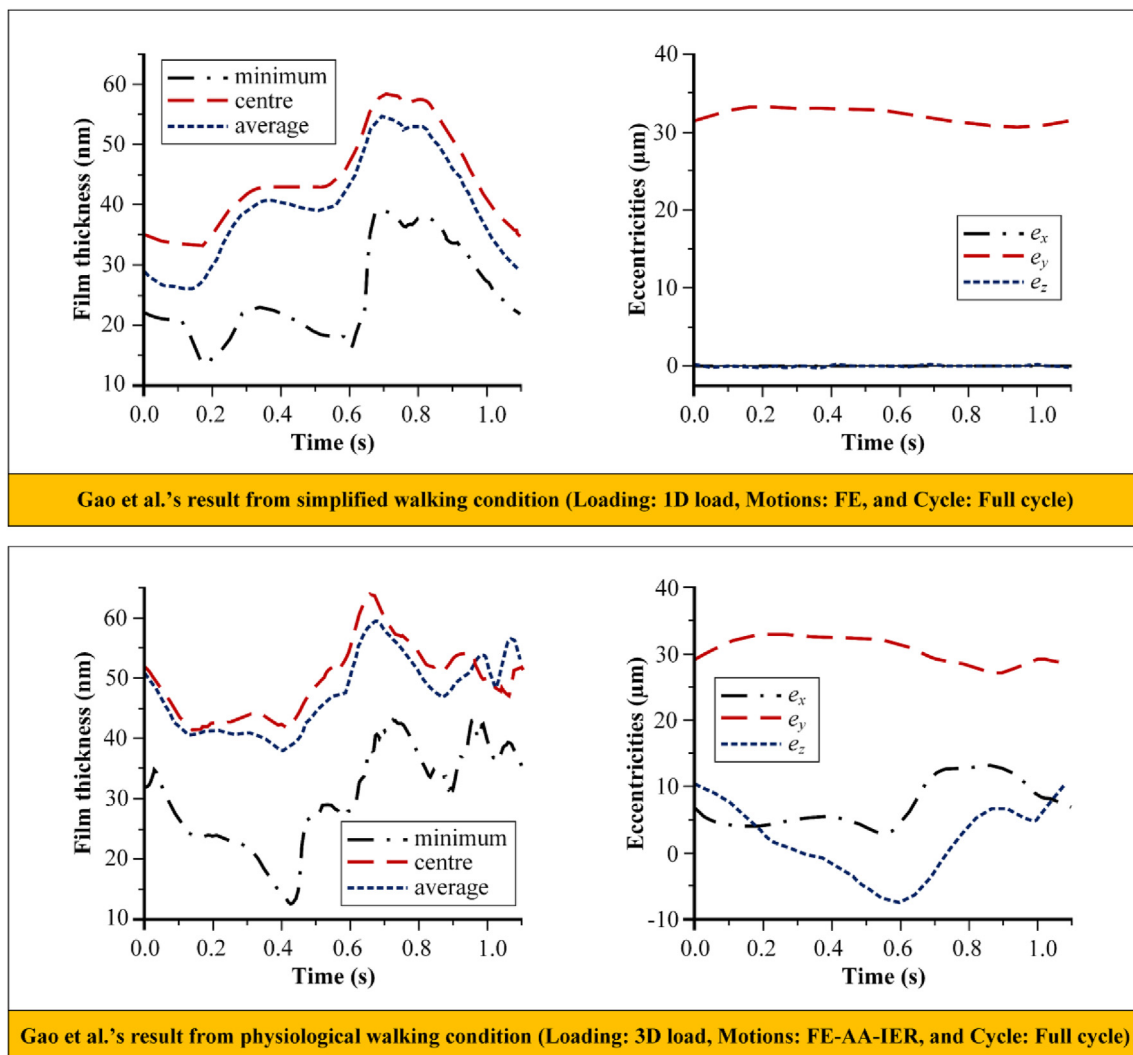 Film thickness (nm)
60
50
40
30
20
10
0.0 0.2 0.4 0.6 0.8 1.0
Time (s)
minimum
centre
average
Eccentricities (μm)
40
30
20
10
0
0.0 0.2 0.4 0.6 0.8 1.0
Time (s)
e_x
e_y
e_z
Gao et al.'s result from simplified walking condition (Loading: 1D load, Motions: FE, and Cycle: Full cycle)
Film thickness (nm)
60
50
40
30
20
10
0.0 0.2 0.4 0.6 0.8 1.0
Time (s)
minimum
centre
average
Eccentricities (μm)
40
30
20
10
0
-10
0.0 0.2 0.4 0.6 0.8 1.0
Time (s)
e_x
e_y
e_z
Gao et al.'s result from physiological walking condition (Loading: 3D load, Motions: FE-AA-IER, and Cycle: Full cycle)